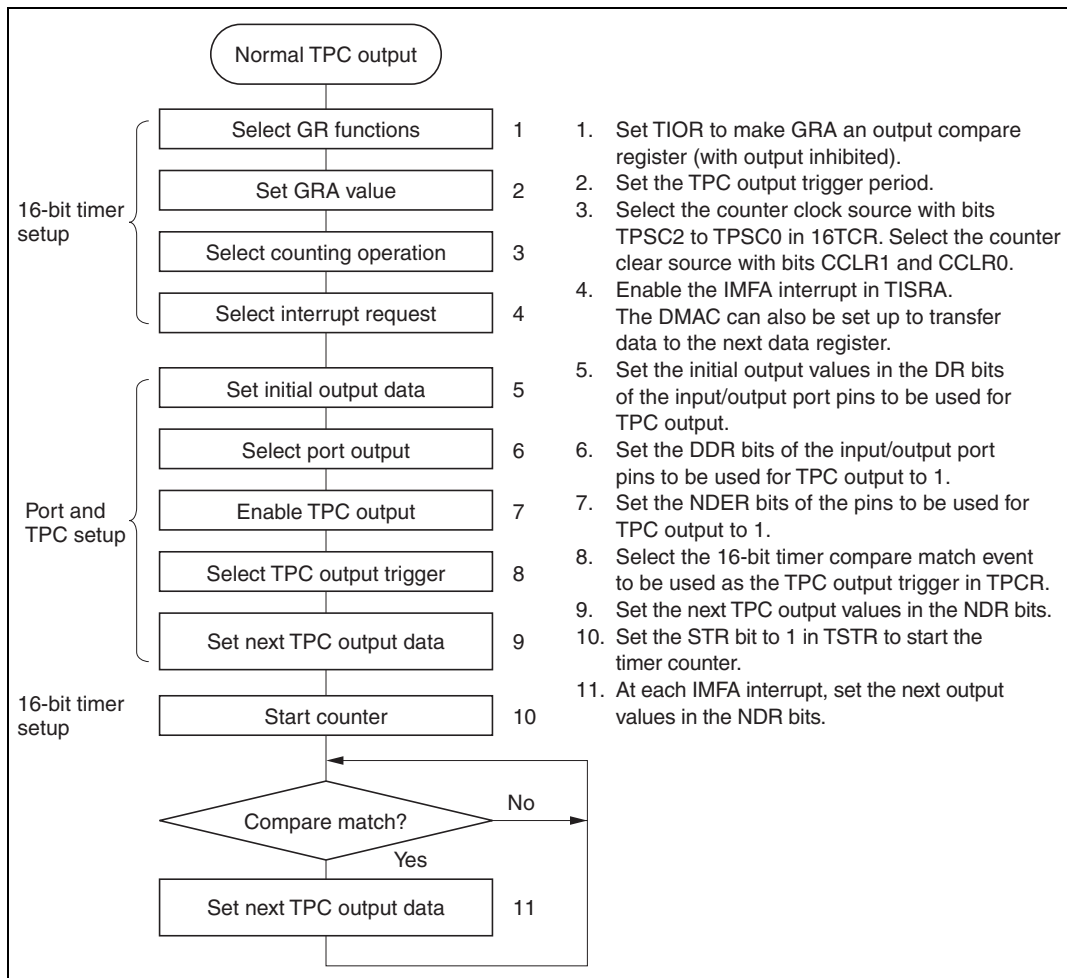 Normal TPC output
16-bit timer
setup
Select GR functions 1
Set GRA value 2
Select counting operation 3
Select interrupt request 4
Port and
TPC setup
Set initial output data 5
Select port output 6
Enable TPC output 7
Select TPC output trigger 8
Set next TPC output data 9
16-bit timer
setup
Start counter 10
Compare match?
No
Yes
Set next TPC output data 11
1. Set TIOR to make GRA an output compare
register (with output inhibited).
2. Set the TPC output trigger period.
3. Select the counter clock source with bits
TPSC2 to TPSC0 in 16TCR. Select the counter
clear source with bits CCLR1 and CCLR0.
4. Enable the IMFA interrupt in TISRA.
The DMAC can also be set up to transfer
data to the next data register.
5. Set the initial output values in the DR bits
of the input/output port pins to be used for
TPC output.
6. Set the DDR bits of the input/output port
pins to be used for TPC output to 1.
7. Set the NDER bits of the pins to be used for
TPC output to 1.
8. Select the 16-bit timer compare match event
to be used as the TPC output trigger in TPCR.
9. Set the next TPC output values in the NDR bits.
10. Set the STR bit to 1 in TSTR to start the
timer counter.
11. At each IMFA interrupt, set the next output
values in the NDR bits.